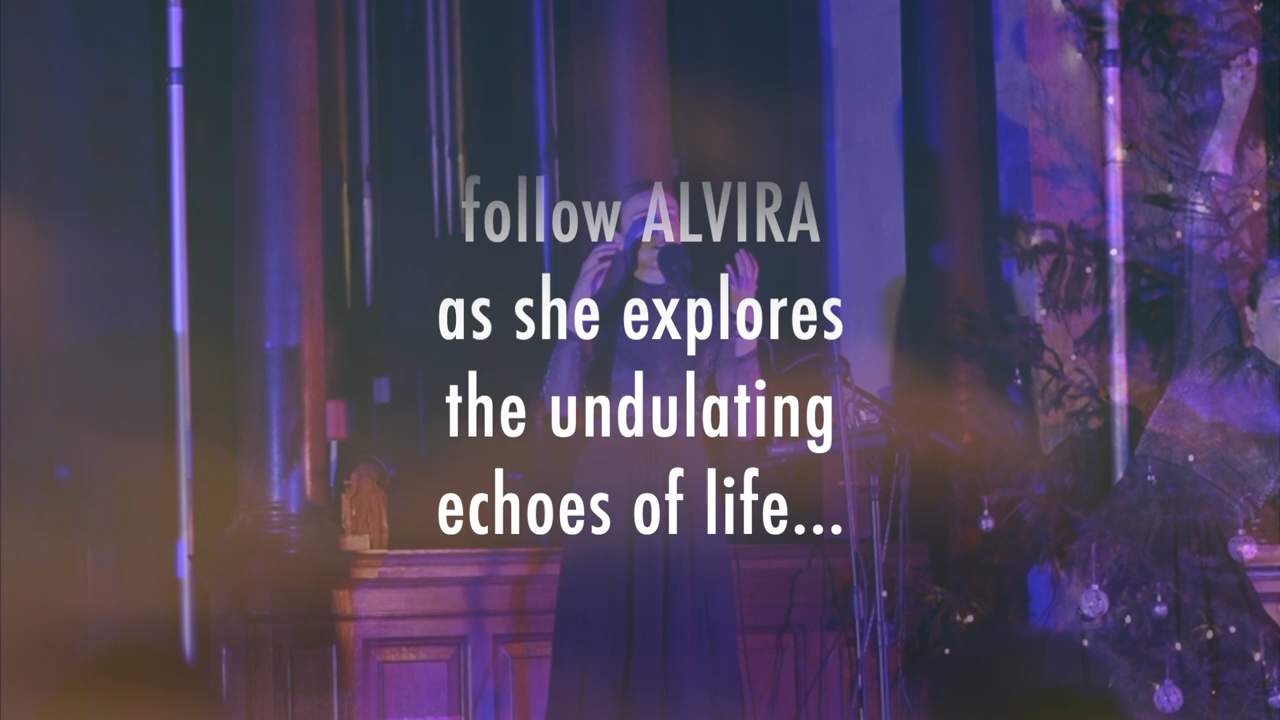 follow ALVIRA
as she explores
the undulating
echoes of life...